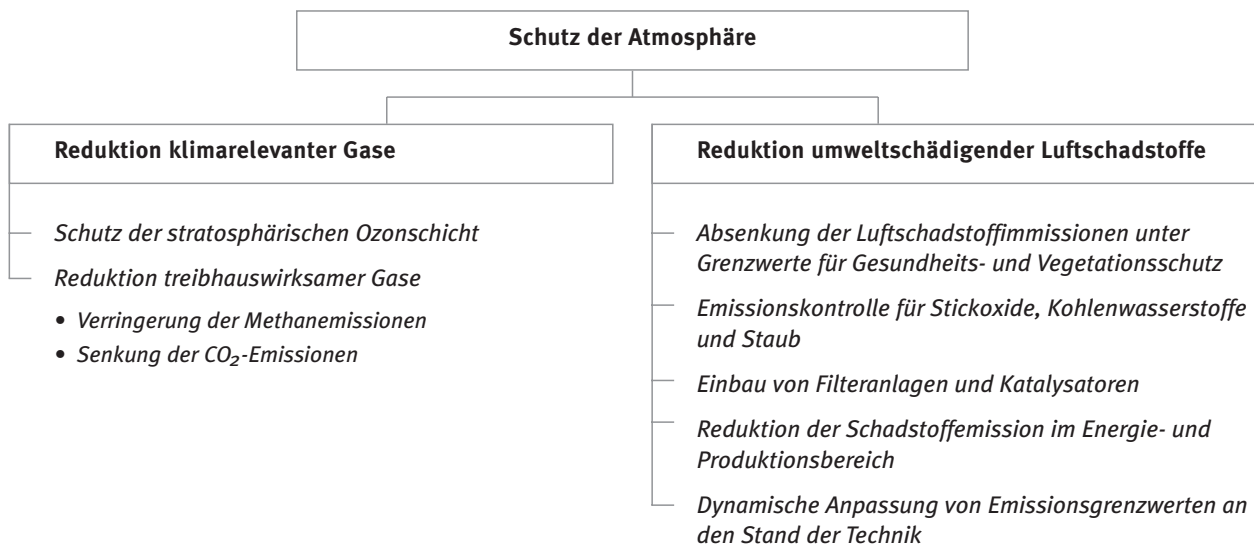 Schutz der Atmosphäre
Reduktion klimarelevanter Gase
Schutz der stratosphärischen Ozonschicht
Reduktion treibhauswirksamer Gase
• Verringerung der Methanemissionen
• Senkung der CO₂-Emissionen
Reduktion umweltschädigender Luftschadstoffe
Absenkung der Luftschadstoffimmissionen unter
Grenzwerte für Gesundheits- und Vegetationsschutz
Emissionskontrolle für Stickoxide, Kohlenwasserstoffe
und Staub
Einbau von Filteranlagen und Katalysatoren
Reduktion der Schadstoffemission im Energie- und
Produktionsbereich
Dynamische Anpassung von Emissionsgrenzwerten an
den Stand der Technik